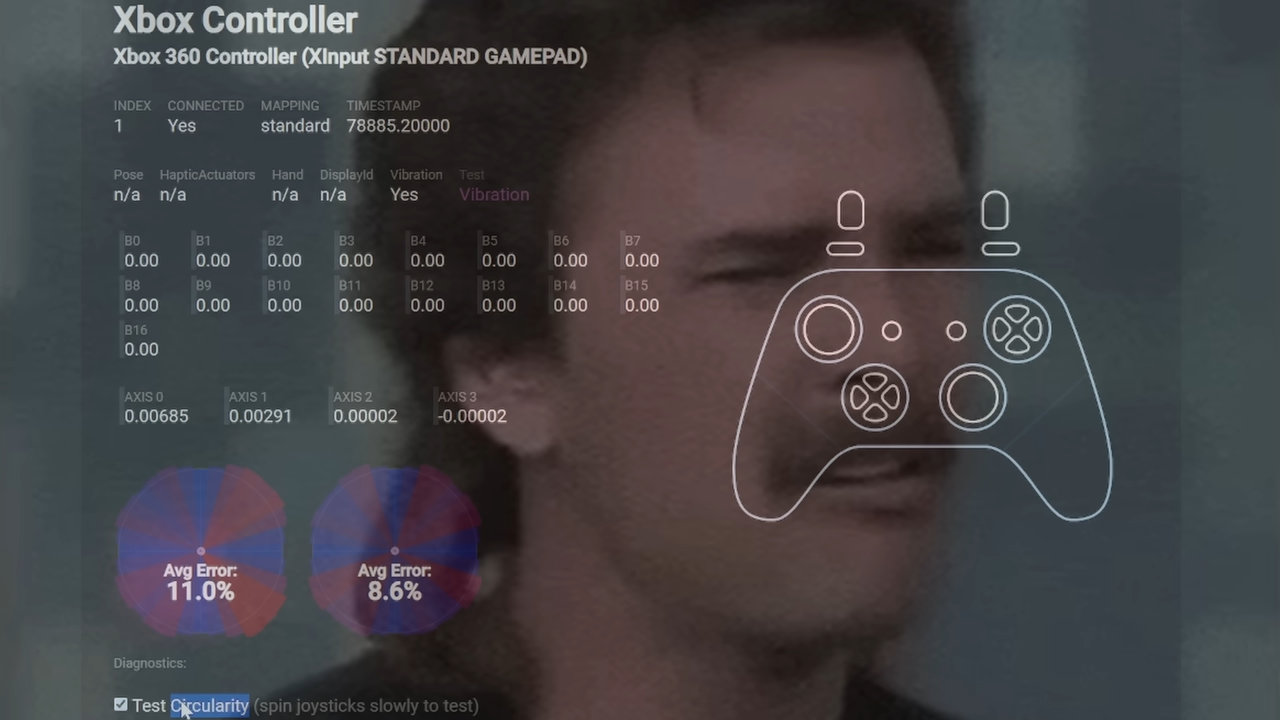 Xbox Controller
Xbox 360 Controller (XInput STANDARD GAMEPAD)
INDEX CONNECTED MAPPING TIMESTAMP
1 Yes standard 78885.20000
Pose HapticActuators Hand DisplayId Vibration Test
n/a n/a n/a n/a Yes Vibration
B0 B1 B2 B3 B4 B5 B6 B7
0.00 0.00 0.00 0.00 0.00 0.00 0.00 0.00
B8 B9 B10 B11 B12 B13 B14 B15
0.00 0.00 0.00 0.00 0.00 0.00 0.00 0.00
B16
0.00
AXIS 0 AXIS 1 AXIS 2 AXIS 3
0.00685 0.00291 0.00002 -0.00002
Avg Error: Avg Error:
11.0% 8.6%
Diagnostics:
Test Circularity (spin joysticks slowly to test)